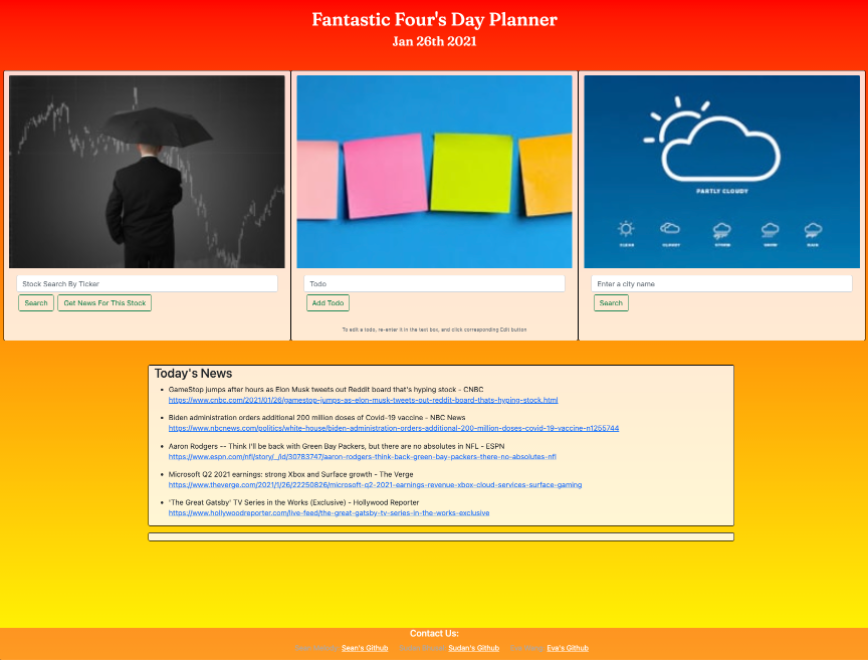 Fantastic Four's Day Planner
Jan 26th 2021
PARTLY CLOUDY
CLEAR
CLOUDY
Stock Search By Ticker
Search
Get News For This Stock
Todo
Add Todo
To edit a todo, re-enter it in the text box, and click corresponding Edit button
Enter a city name
Search
Today's News
GameStop jumps after hours as Elon Musk tweets out Reddit board that's hyping stock - CNBC
https://www.cnbc.com/2021/01/26/gamestop-jumps-as-elon-musk-tweets-out-reddit-board-thats-hyping-stock.html
Biden administration orders additional 200 million doses of Covid-19 vaccine - NBC News
https://www.nbcnews.com/politics/white-house/biden-administration-orders-additional-200-million-doses-covid-19-vaccine-n1255744
Aaron Rodgers -- Think I'll be back with Green Bay Packers, but there are no absolutes in NFL - ESPN
https://www.espn.com/nfl/story/_/id/30783747/aaron-rodgers-think-back-green-bay-packers-there-no-absolutes-nfl
Microsoft Q2 2021 earnings: strong Xbox and Surface growth - The Verge
https://www.theverge.com/2021/1/26/22250826/microsoft-q2-2021-earnings-revenue-xbox-cloud-services-surface-gaming
'The Great Gatsby' TV Series in the Works (Exclusive) - Hollywood Reporter
https://www.hollywoodreporter.com/live-feed/the-great-gatsby-tv-series-in-the-works-exclusive
Contact Us:
Sean's Github
Sudan's Github
Eva's Github